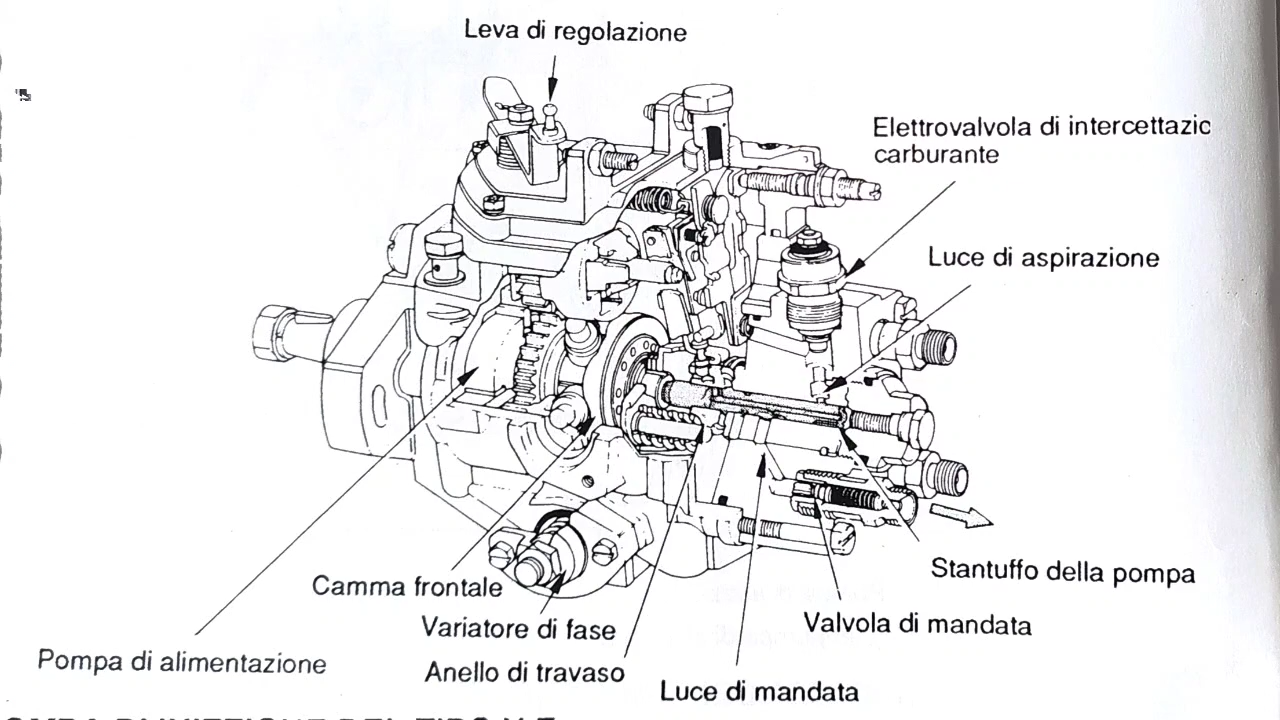 Leva di regolazione
Elettrovalvola di intercettazic
carburante
Luce di aspirazione
Stantuffo della pompa
Camma frontale
Valvola di mandata
Variatore di fase
Pompa di alimentazione
Anello di travaso
Luce di mandata